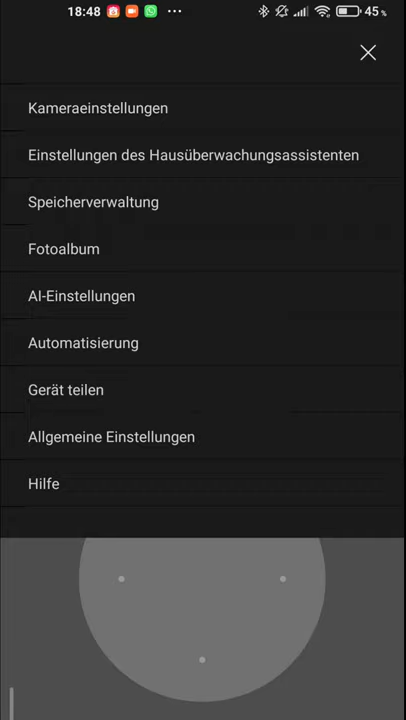 18:48
45 %
Kameraeinstellungen
Einstellungen des Hausüberwachungsassistenten
Speicherverwaltung
Fotoalbum
AI-Einstellungen
Automatisierung
Gerät teilen
Allgemeine Einstellungen
Hilfe